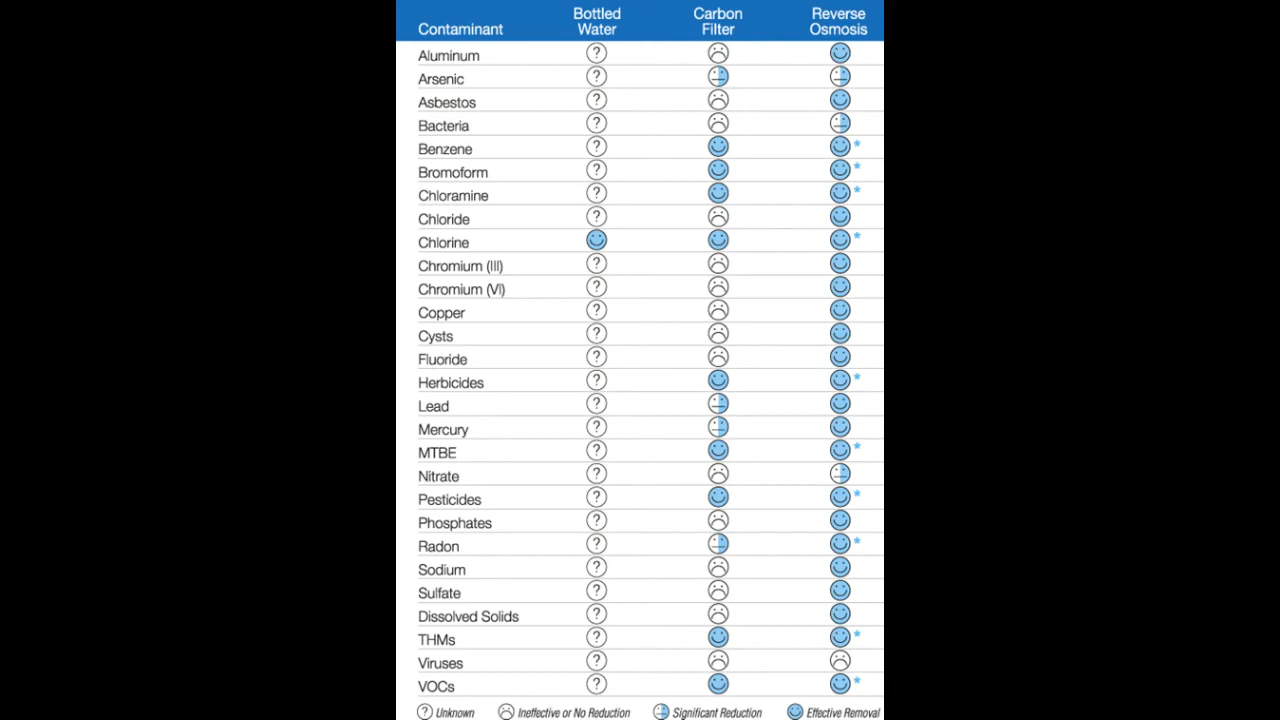 Contaminant Bottled Water Carbon Filter Reverse Osmosis
Aluminum ? 
Arsenic ?
Asbestos ?
Bacteria ?
Benzene ? *
Bromoform ? *
Chloramine ? *
Chloride ?
Chlorine *
Chromium (III) ?
Chromium (VI) ?
Copper ?
Cysts ?
Fluoride ?
Herbicides ? *
Lead ?
Mercury ?
MTBE ? *
Nitrate ?
Pesticides ? *
Phosphates ?
Radon ? *
Sodium ?
Sulfate ?
Dissolved Solids ?
THMs ? *
Viruses ?
VOCs ? *
? Unknown Ineffective or No Reduction Significant Reduction Effective Removal